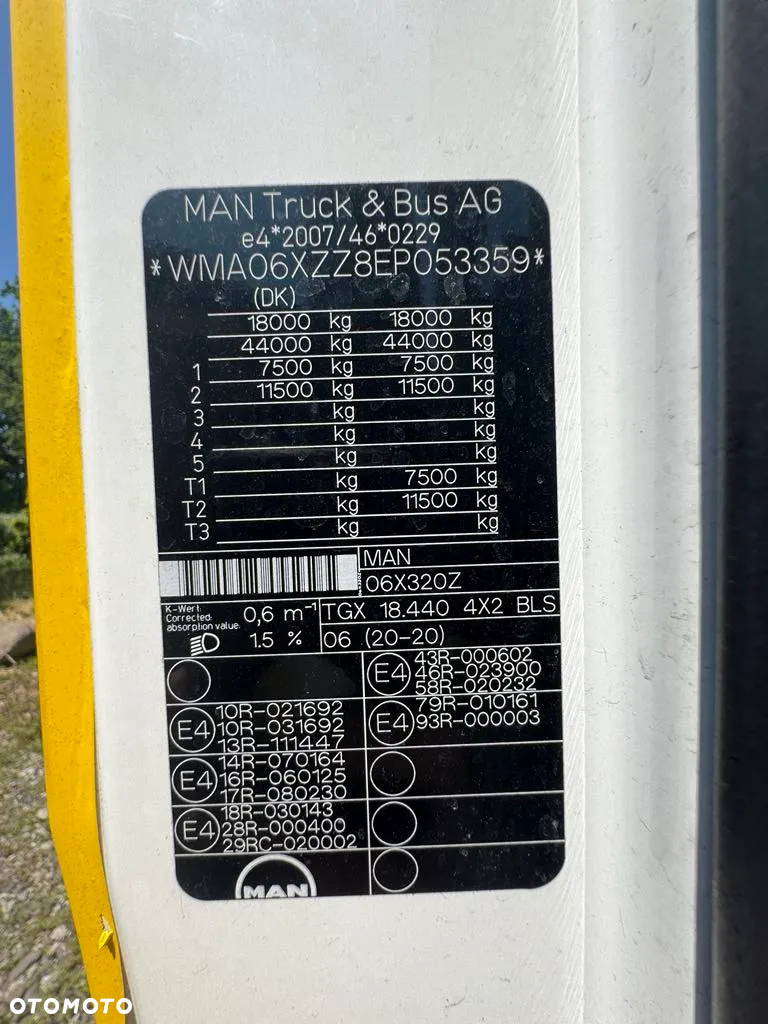 MAN Truck & Bus AG
e4*2007/46*0229
*WMA06XZZ8EP053359*
(DK)
18000 kg 18000 kg
44000 kg 44000 kg
1 7500 kg 7500 kg
2 11500 kg 11500 kg
3 kg kg
4 kg kg
5 kg kg
T1 kg 7500 kg
T2 kg 11500 kg
T3 kg kg
MAN
06X320Z
K-Wert:
Corrected
absorption value:
0,6 m⁻¹
TGX 18.440 4X2 BLS
1.5 %
06 (20-20)
E4
43R-000602
46R-023900
58R-020232
E4
10R-021692
10R-031692
13R-111447
E4
79R-010161
93R-000003
E4
14R-070164
16R-060125
17R-080230
E4
18R-030143
28R-000400
29RC-020002
MAN
OTOMOTO